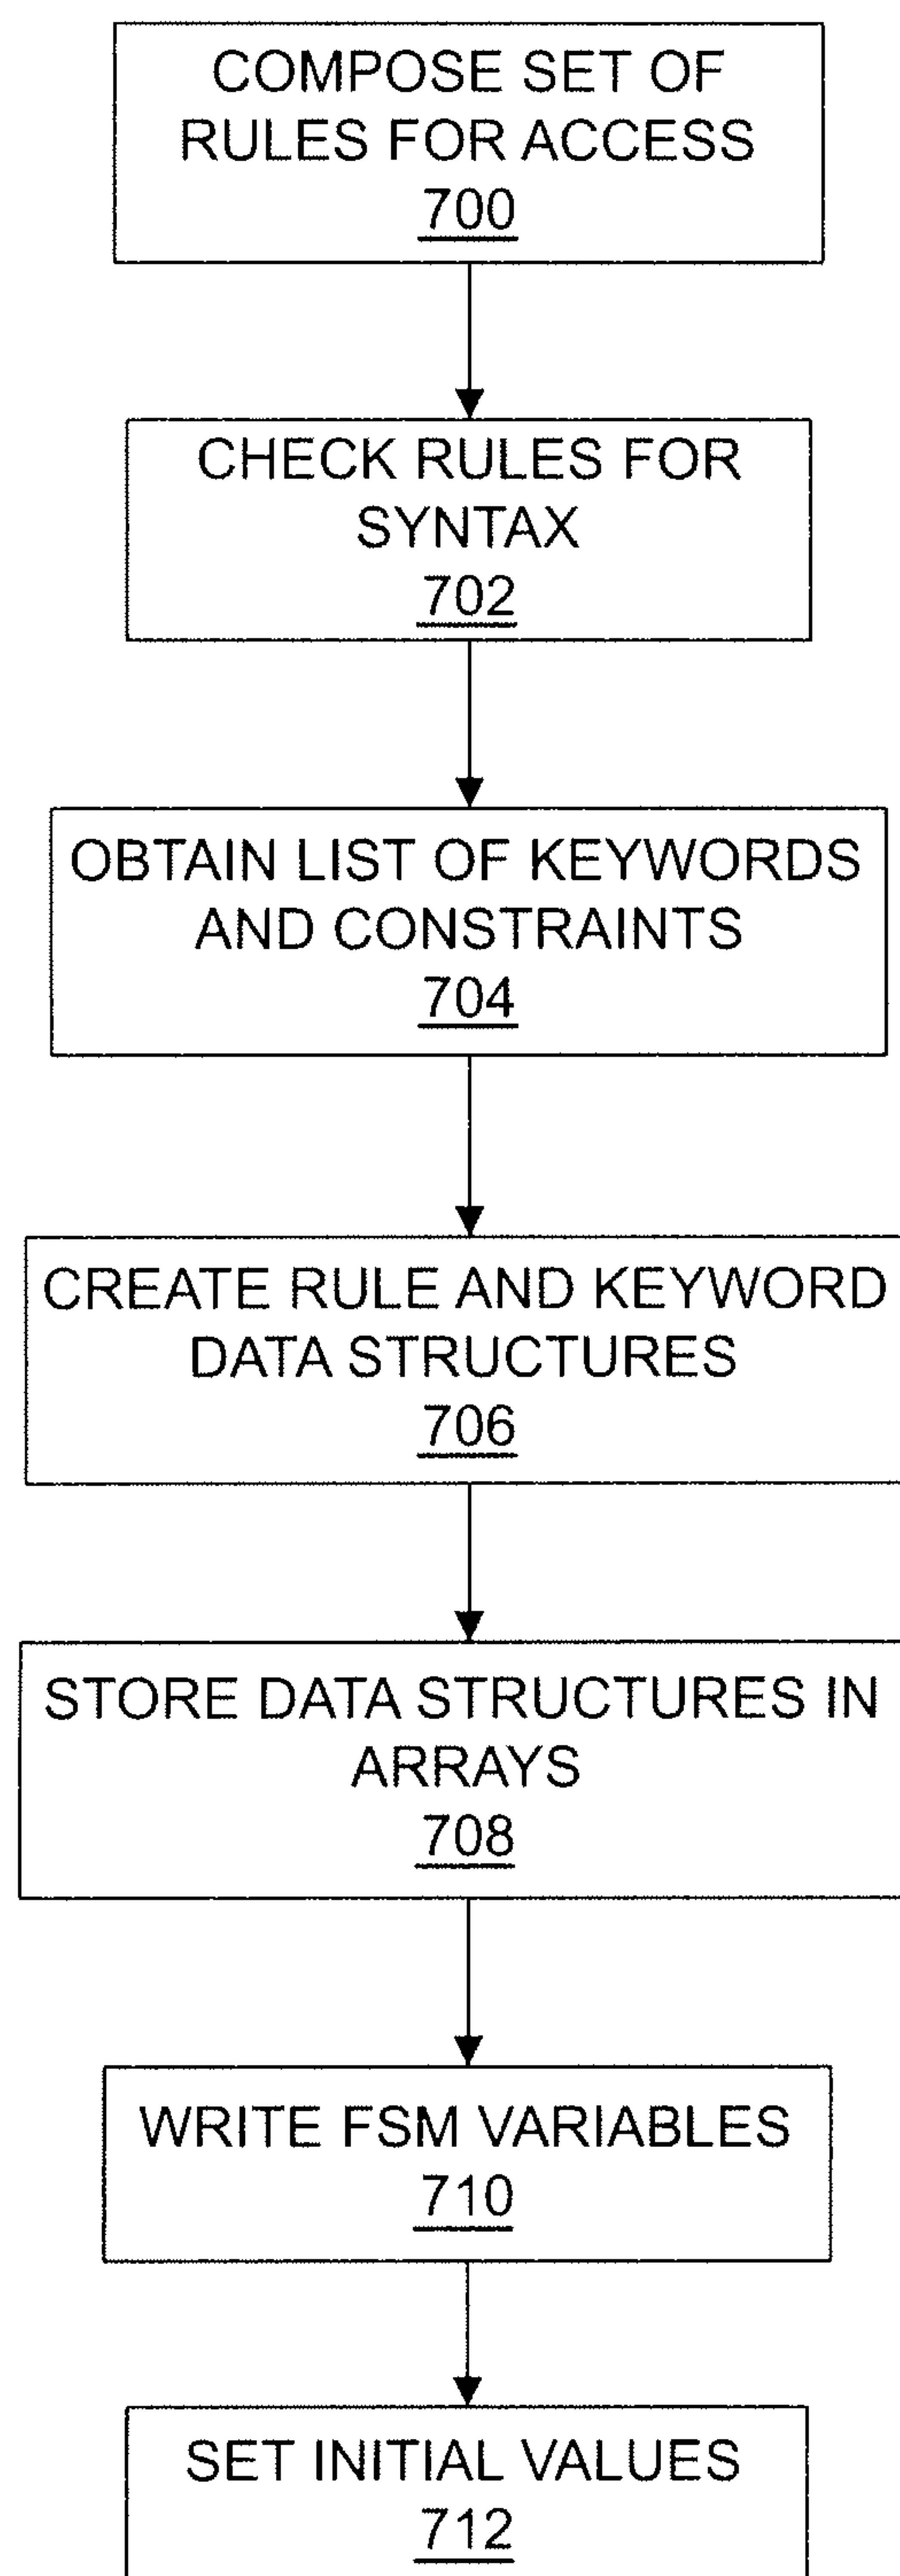 COMPOSE SET OF
RULES FOR ACCESS
700
CHECK RULES FOR
SYNTAX
702
OBTAIN LIST OF KEYWORDS
AND CONSTRAINTS
704
CREATE RULE AND KEYWORD
DATA STRUCTURES
706
STORE DATA STRUCTURES IN
ARRAYS
708
WRITE FSM VARIABLES
710
SET INITIAL VALUES
712